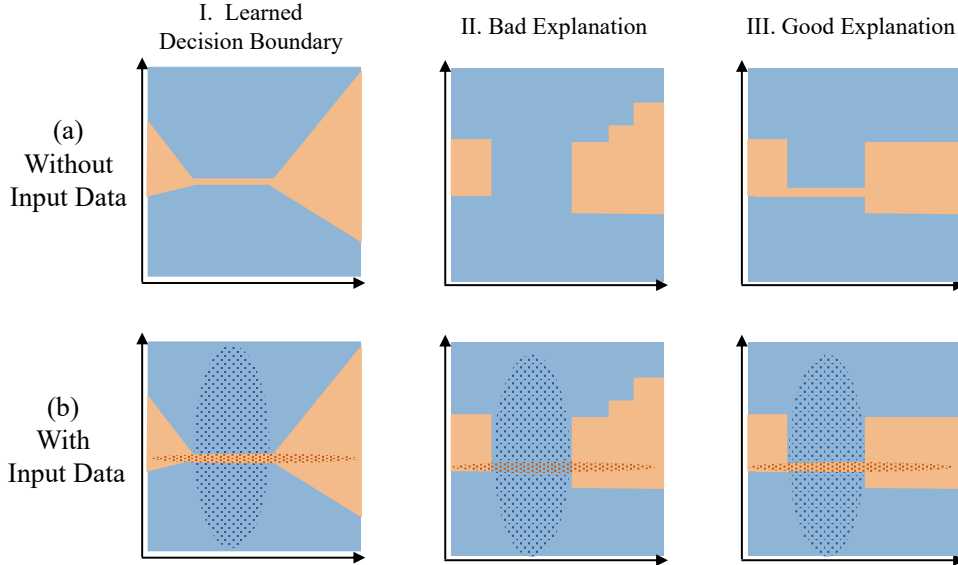 I. Learned
Decision Boundary
II. Bad Explanation
III. Good Explanation
(a)
Without
Input Data
(b)
With
Input Data